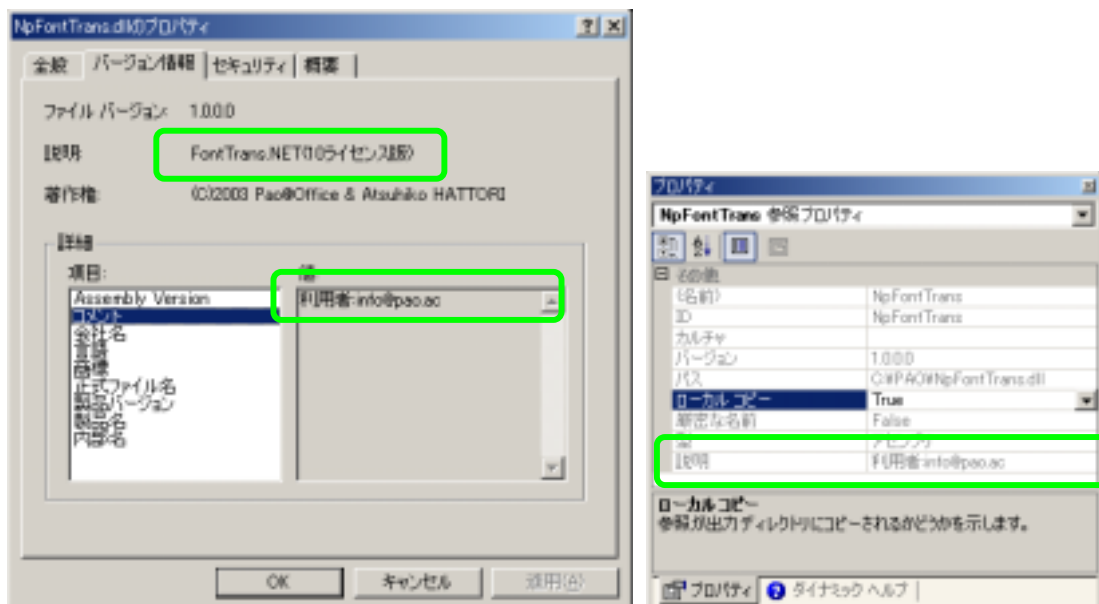 NpFontTrans.dllのプロパティ
全般 バージョン情報 セキュリティ 概要
ファイル バージョン: 1.0.0.0
説明: FontTrans.NET(10ライセンス版)
著作権: (C)2003 Pao@Office & Atsuhiko HATTORI
詳細
項目: 値
Assembly Version
コメント
会社名
言語
商標
正式ファイル名
製品バージョン
製品名
内部名
利用者:info@pao.ac
OK キャンセル 適用(A)
プロパティ
NpFontTrans 参照プロパティ
その他
(名前) NpFontTrans
ID NpFontTrans
カルチャ
バージョン 1.0.0.0
パス C:¥PAO¥NpFontTrans.dll
ローカル コピー True
厳密な名前 False
型 アセンブリ
説明 利用者:info@pao.ac
ローカル コピー
参照が出力ディレクトリにコピーされるかどうかを示します。
プロパティ ダイナミック ヘルプ